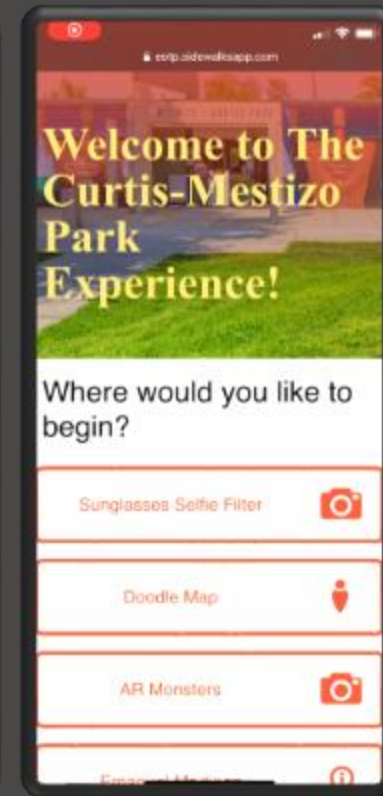 eotp.sidewalksapp.com
Welcome to The
Curtis-Mestizo
Park
Experience!
Where would you like to
begin?
Sunglasses Selfie Filter
Doodle Map
AR Monsters